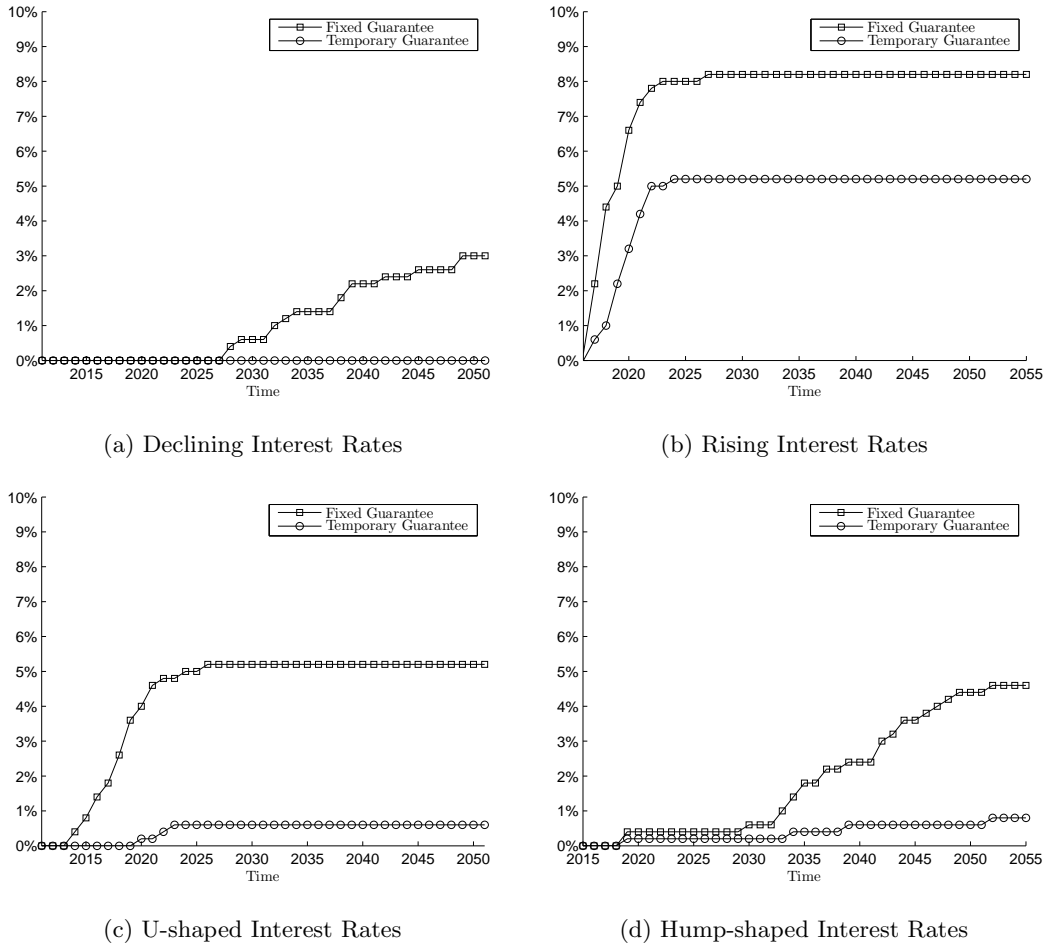 10%
9%
8%
7%
6%
5%
4%
3%
2%
1%
0%
Fixed Guarantee
Temporary Guarantee
2015 2020 2025 2030 2035 2040 2045 2050
Time
(a) Declining Interest Rates
10%
9%
8%
7%
6%
5%
4%
3%
2%
1%
0%
Fixed Guarantee
Temporary Guarantee
2020 2025 2030 2035 2040 2045 2050 2055
Time
(b) Rising Interest Rates
10%
9%
8%
7%
6%
5%
4%
3%
2%
1%
0%
Fixed Guarantee
Temporary Guarantee
2015 2020 2025 2030 2035 2040 2045 2050
Time
(c) U-shaped Interest Rates
10%
9%
8%
7%
6%
5%
4%
3%
2%
1%
0%
Fixed Guarantee
Temporary Guarantee
2015 2020 2025 2030 2035 2040 2045 2050 2055
Time
(d) Hump-shaped Interest Rates